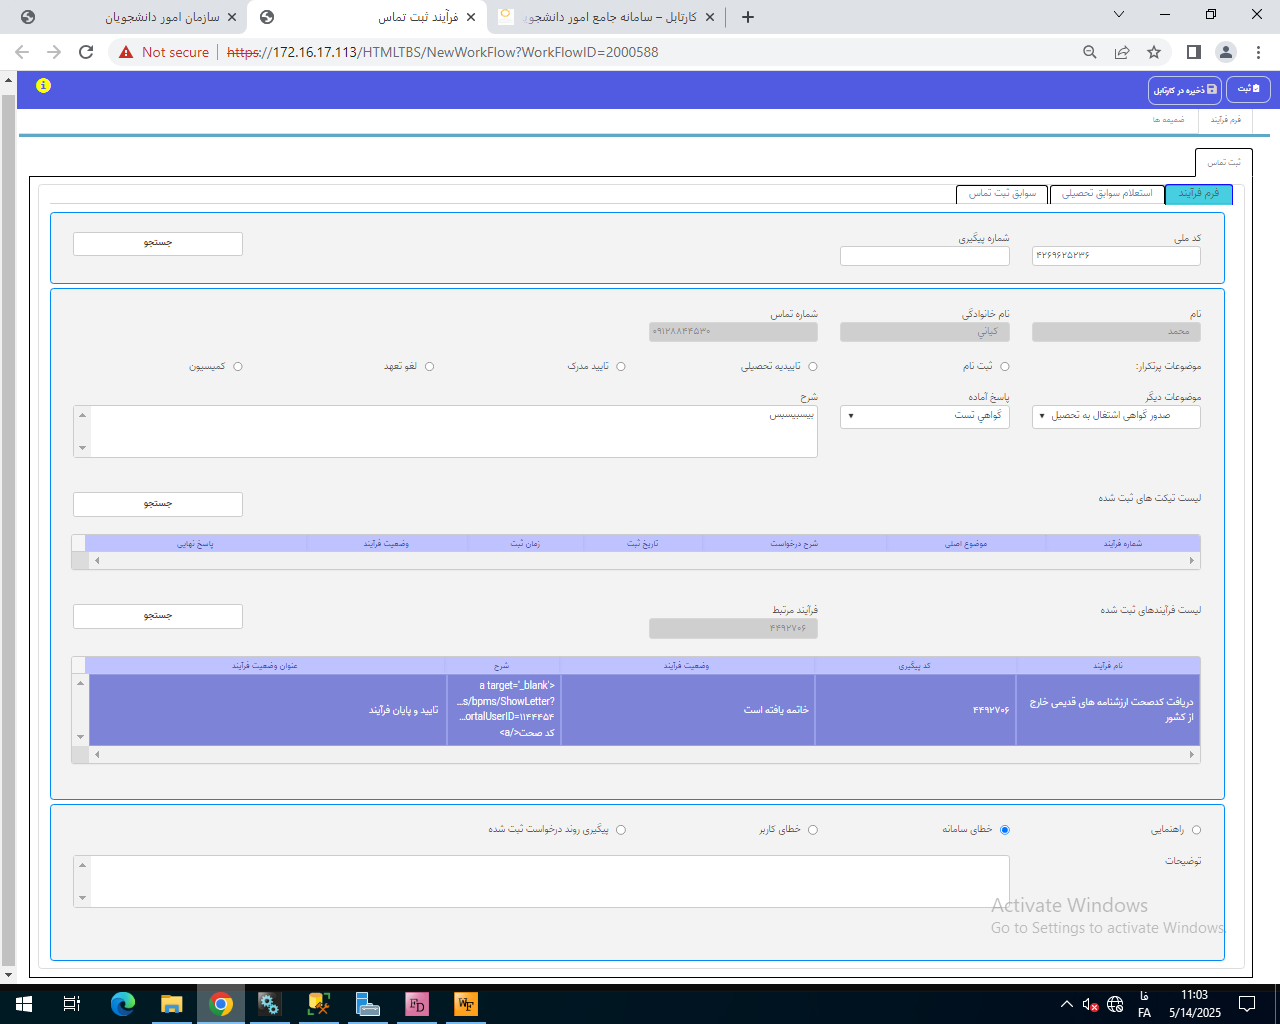 سازمان امور دانشجویان
فرآیند ثبت تماس
کارتابل – سامانه جامع امور دانشجویی
Not secure
https://172.16.17.113/HTMLTBS/NewWorkFlow?WorkFlowID=2000588
ثبت
ذخیره در کارتابل
فرم فرآیند
ضمیمه ها
ثبت تماس
فرم فرآیند
استعلام سوابق تحصیلی
سوابق ثبت تماس
کد ملی
شماره پیگیری
جستجو
۴۲۶۹۶۲۵۲۳۶
نام
نام خانوادگی
شماره تماس
محمد
کیاني
۰۹۱۲۸۸۴۴۵۳۰
موضوعات پرتکرار:
ثبت نام
تاییدیه تحصیلی
تایید مدرک
لغو تعهد
کمیسیون
موضوعات دیگر
پاسخ آماده
شرح
صدور گواهی اشتغال به تحصیل
گواهي تست
بیسبیسبس
لیست تیکت های ثبت شده
جستجو
شماره فرآیند
موضوع اصلی
شرح درخواست
تاریخ ثبت
زمان ثبت
وضعیت فرآیند
پاسخ نهایی
لیست فرآیندهای ثبت شده
فرآیند مرتبط
جستجو
۴۴۹۲۷۰۶
نام فرآیند
کد پیگیری
وضعیت فرآیند
شرح
عنوان وضعیت فرآیند
دریافت کدصحت ارزشنامه های قدیمی خارج
از کشور
۴۴۹۲۷۰۶
خاتمه یافته است
a target='_blank'<
...s/bpms/ShowLetter?
...ortalUserID=۱۱۴۴۴۵۴
کد صحت</a>
تایید و پایان فرآیند
راهنمایی
خطای سامانه
خطای کاربر
پیگیری روند درخواست ثبت شده
توضیحات
Activate Windows
Go to Settings to activate Windows.
FD
WF
فا
FA
11:03
5/14/2025